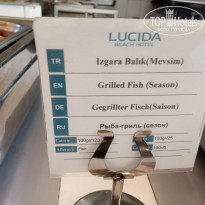 TopHotels
LUCIDA
BEACH HOTEL
TR Izgara Balık(Mevsim)
EN Grilled Fish (Season)
DE Gegrillter Fisch(Saison)
RU Рыба-гриль (сезон)